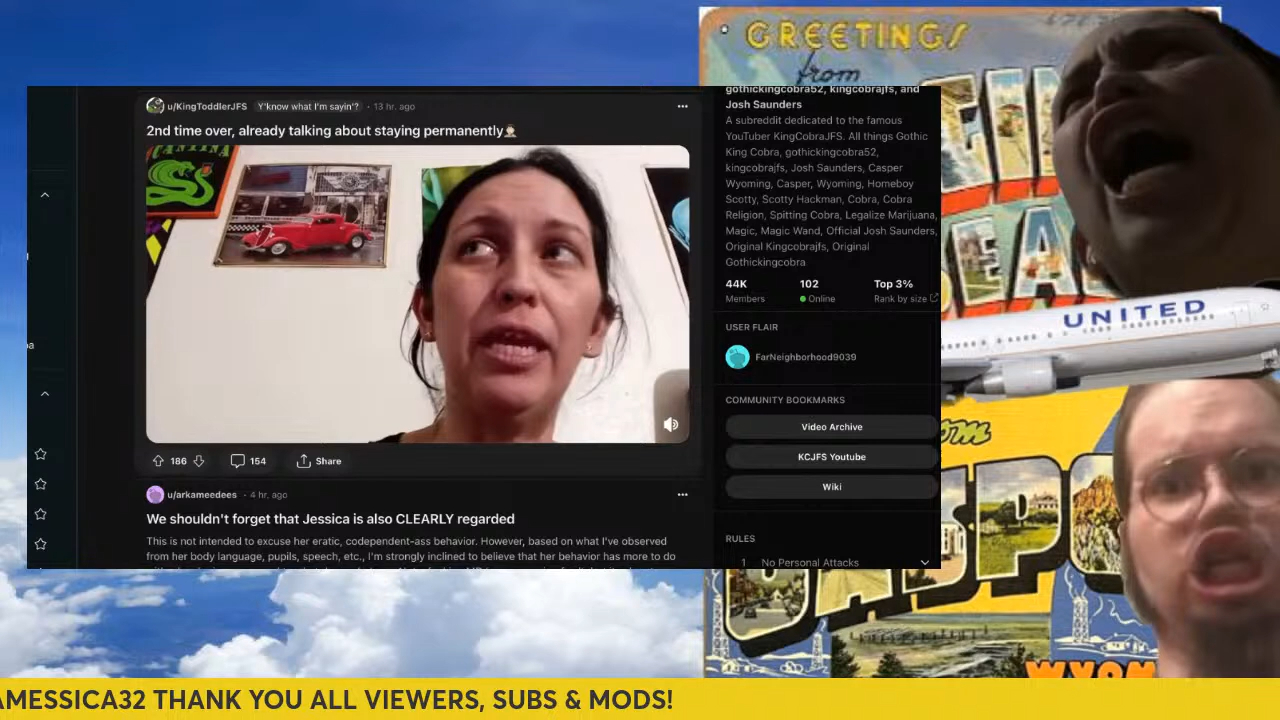 GREETINGS
from
u/KingToddlerJFS Y'know what I'm sayin'? • 13 hr. ago
2nd time over, already talking about staying permanently
186 154 Share
u/arkameedees • 4 hr. ago
We shouldn't forget that Jessica is also CLEARLY regarded
This is not intended to excuse her eratic, codependent-ass behavior. However, based on what I've observed
from her body language, pupils, speech, etc., I'm strongly inclined to believe that her behavior has more to do
gothickingcobra52, kingcobrajfs, and
Josh Saunders
A subreddit dedicated to the famous
YouTuber KingCobraJFS. All things Gothic
King Cobra, gothickingcobra52,
kingcobrajfs, Josh Saunders, Casper
Wyoming, Casper, Wyoming, Homeboy
Scotty, Scotty Hackman, Cobra, Cobra
Religion, Spitting Cobra, Legalize Marijuana,
Magic, Magic Wand, Official Josh Saunders,
Original Kingcobrajfs, Original
Gothickingcobra
44K 102 Top 3%
Members Online Rank by size
USER FLAIR
FarNeighborhood9039
COMMUNITY BOOKMARKS
Video Archive
KCJFS Youtube
Wiki
RULES
1 No Personal Attacks
UNITED
AMESSICA32 THANK YOU ALL VIEWERS, SUBS & MODS!